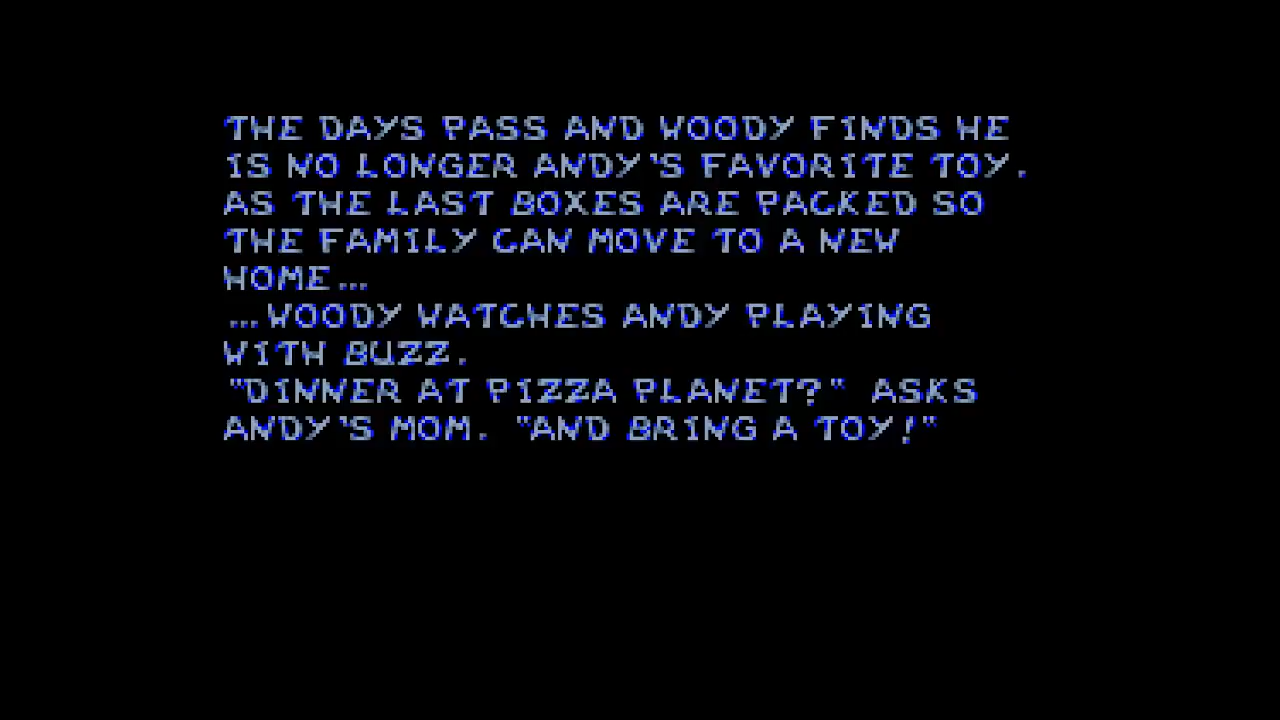 THE DAYS PASS AND WOODY FINDS HE
IS NO LONGER ANDY'S FAVORITE TOY.
AS THE LAST BOXES ARE PACKED SO
THE FAMILY CAN MOVE TO A NEW
HOME...
...WOODY WATCHES ANDY PLAYING
WITH BUZZ.
"DINNER AT PIZZA PLANET?" ASKS
ANDY'S MOM. "AND BRING A TOY!"